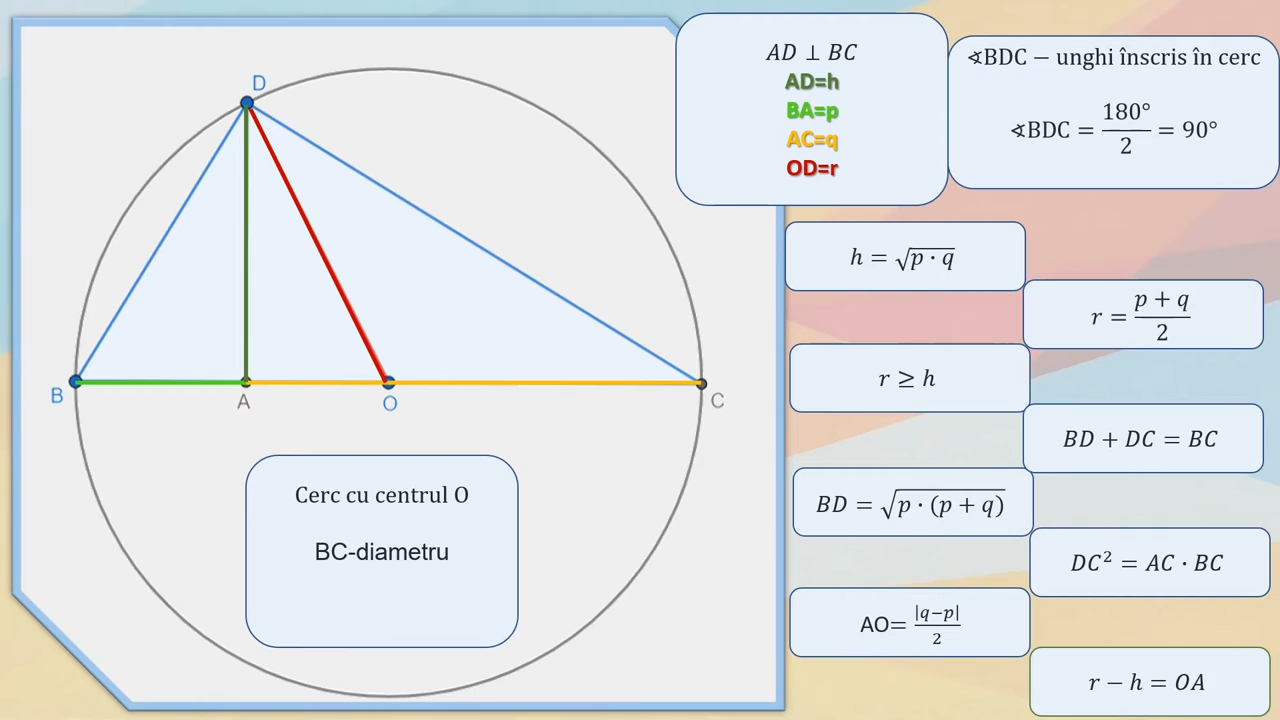 D
B
A
O
C
Cerc cu centrul O
BC-diametru
𝐴𝐷 ⊥ 𝐵𝐶
AD=h
BA=p
AC=q
OD=r
∢BDC − unghi înscris în cerc
∢BDC = 180°/2 = 90°
ℎ = √(𝑝 · 𝑞)
𝑟 = (𝑝 + 𝑞)/2
𝑟 ≥ ℎ
𝐵𝐷 + 𝐷𝐶 = 𝐵𝐶
𝐵𝐷 = √(𝑝 · (𝑝 + 𝑞))
𝐷𝐶² = 𝐴𝐶 · 𝐵𝐶
AO= |𝑞−𝑝|/2
𝑟 − ℎ = 𝑂𝐴